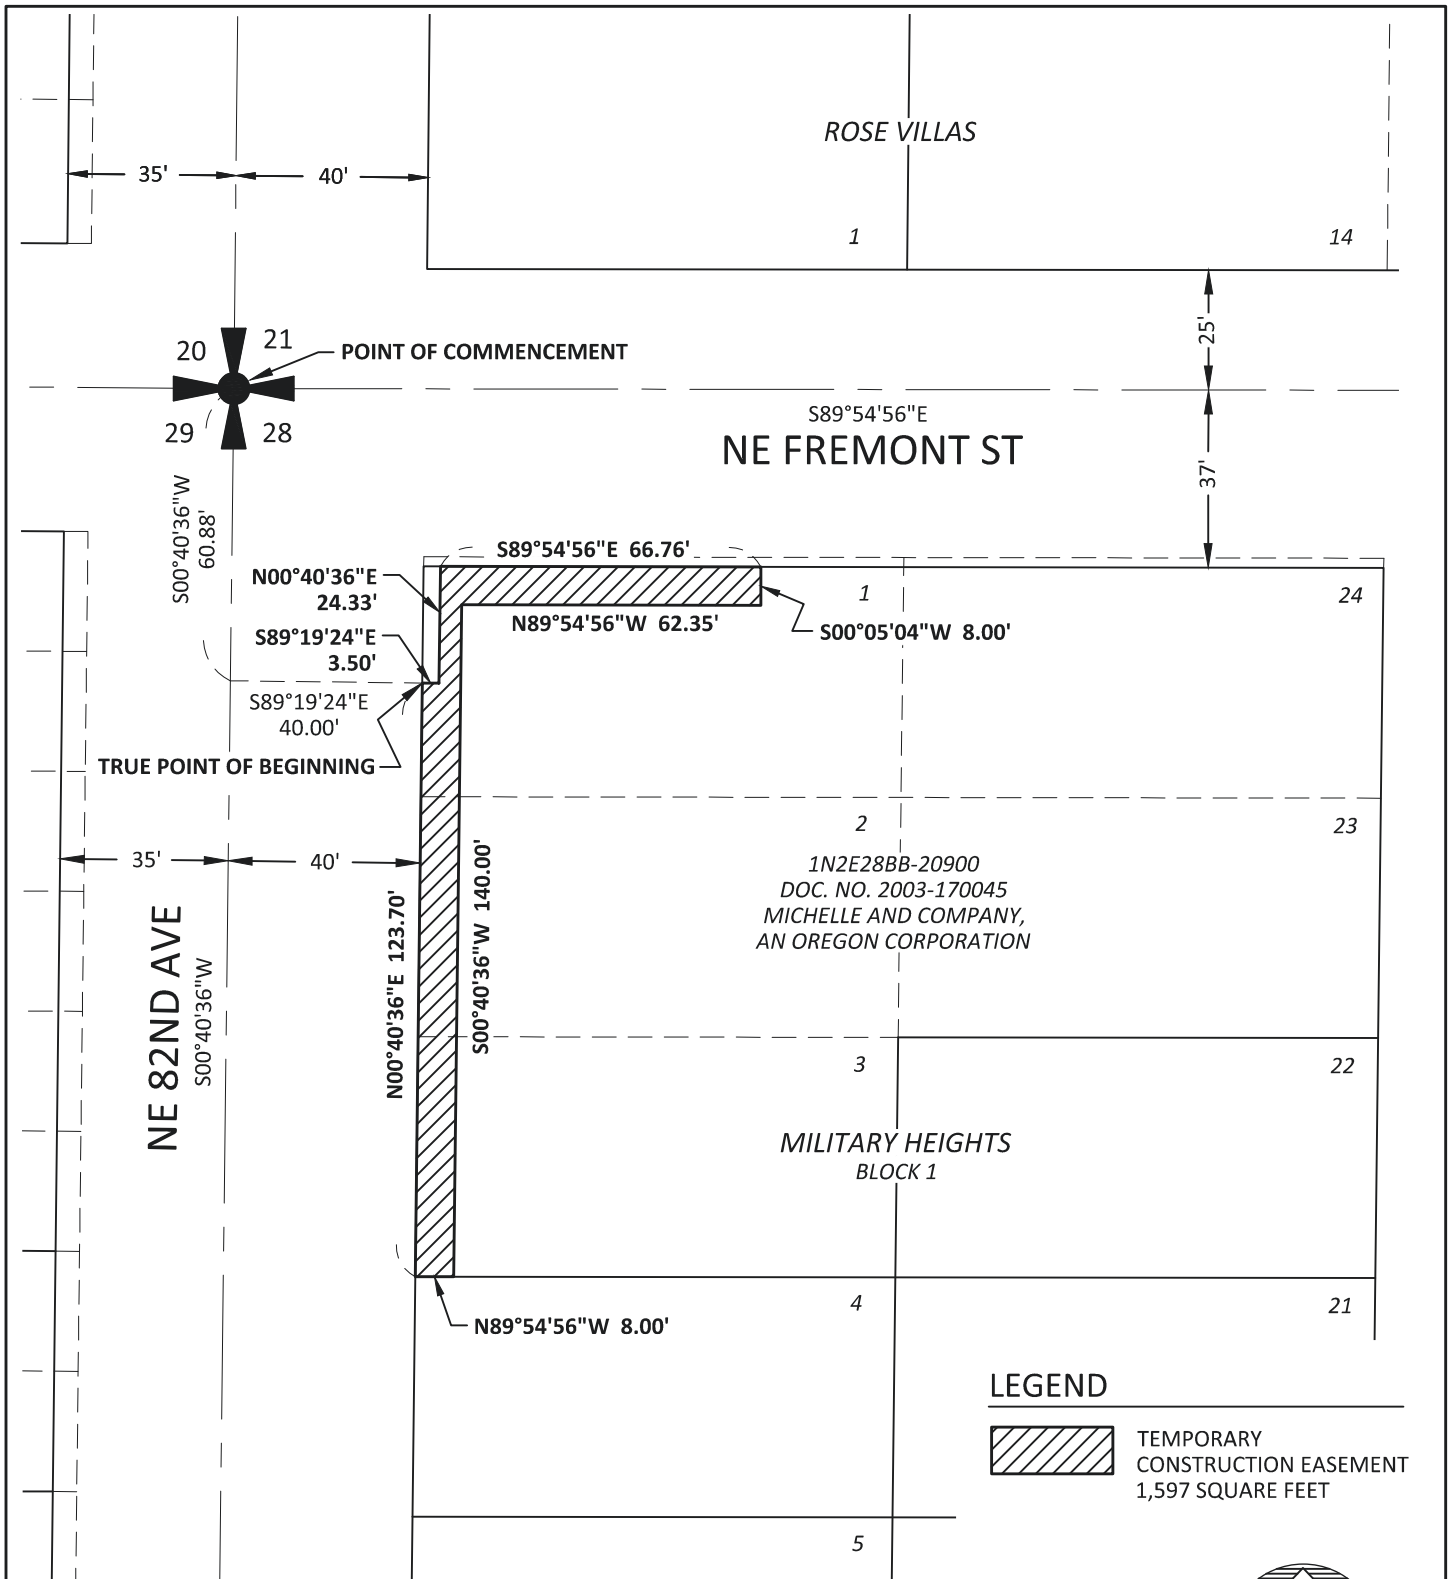 ROSE VILLAS
35'
40'
1
14
25'
20
21
POINT OF COMMENCEMENT
29
28
S89°54'56"E
NE FREMONT ST
37'
S00°40'36"W
60.88'
S89°54'56"E 66.76'
N00°40'36"E
24.33'
1
24
N89°54'56"W 62.35'
S00°05'04"W 8.00'
S89°19'24"E
3.50'
S89°19'24"E
40.00'
TRUE POINT OF BEGINNING
2
23
35'
40'
1N2E28BB-20900
DOC. NO. 2003-170045
MICHELLE AND COMPANY,
AN OREGON CORPORATION
NE 82ND AVE
S00°40'36"W
N00°40'36"E 123.70'
S00°40'36"W 140.00'
3
22
MILITARY HEIGHTS
BLOCK 1
4
21
N89°54'56"W 8.00'
LEGEND
TEMPORARY
CONSTRUCTION EASEMENT
1,597 SQUARE FEET
5